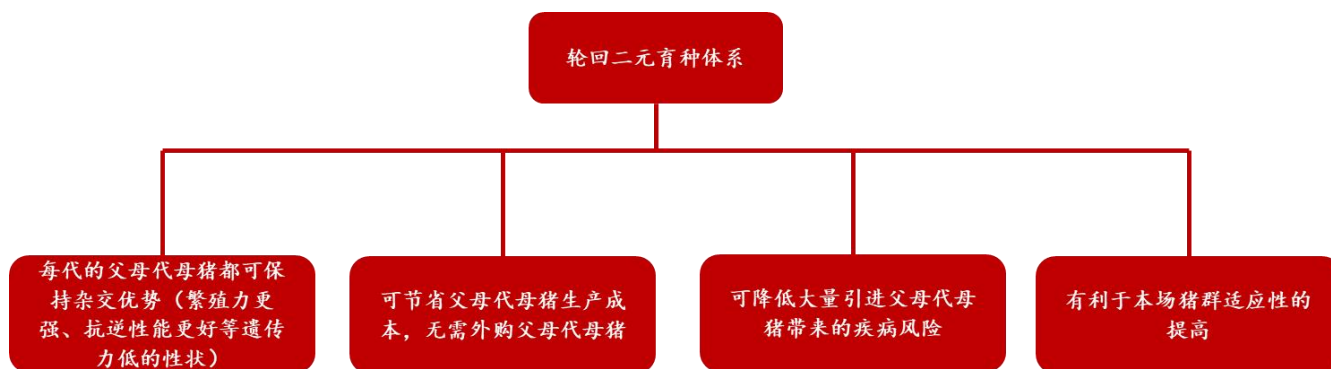 轮回二元育种体系
每代的父母代母猪都可保
持杂交优势（繁殖力更
强、抗逆性能更好等遗传
力低的性状）
可节省父母代母猪生产成
本，无需外购父母代母猪
可降低大量引进父母代母
猪带来的疾病风险
有利于本场猪群适应性的
提高